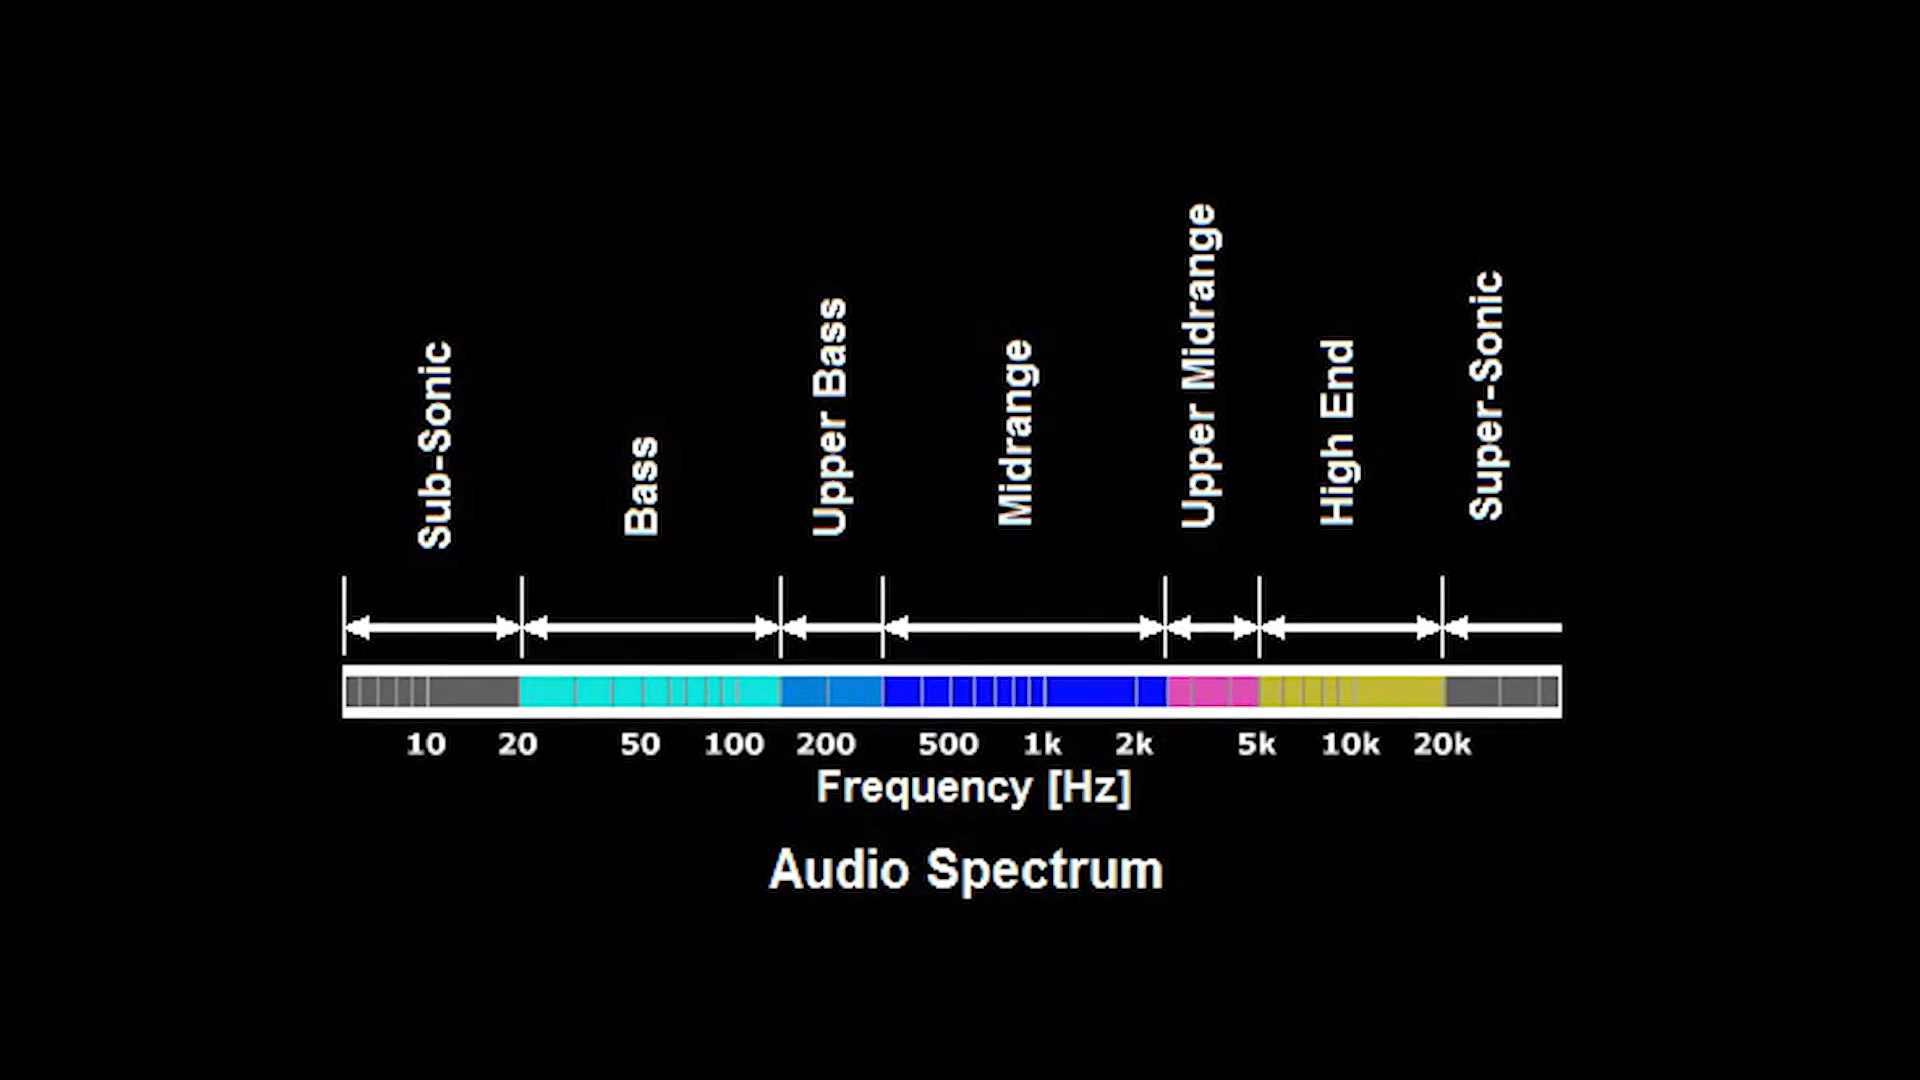 Sub-Sonic
Bass
Upper Bass
Midrange
Upper Midrange
High End
Super-Sonic
10 20 50 100 200 500 1k 2k 5k 10k 20k
Frequency [Hz]
Audio Spectrum